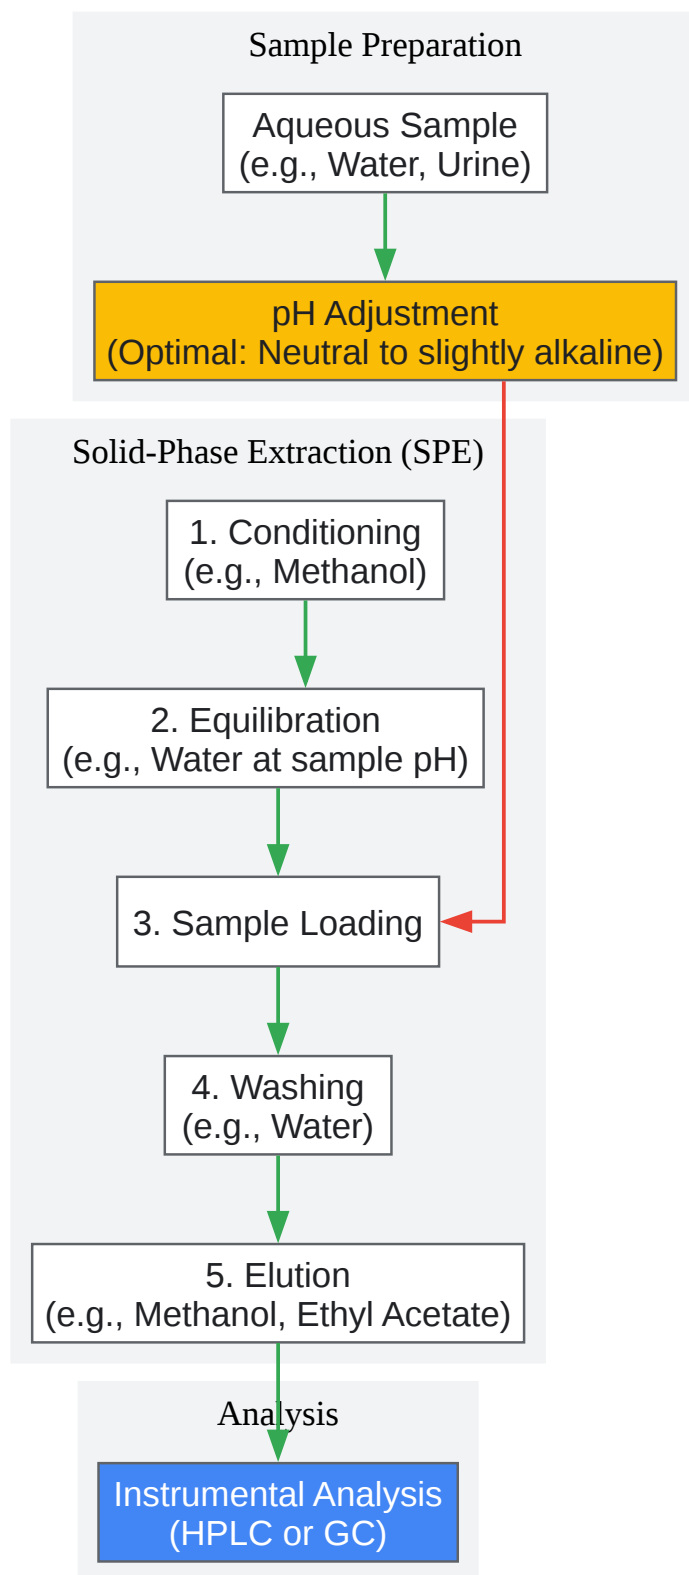 Sample Preparation
Aqueous Sample
(e.g., Water, Urine)
pH Adjustment
(Optimal: Neutral to slightly alkaline)
Solid-Phase Extraction (SPE)
1. Conditioning
(e.g., Methanol)
2. Equilibration
(e.g., Water at sample pH)
3. Sample Loading
4. Washing
(e.g., Water)
5. Elution
(e.g., Methanol, Ethyl Acetate)
Analysis
Instrumental Analysis
(HPLC or GC)